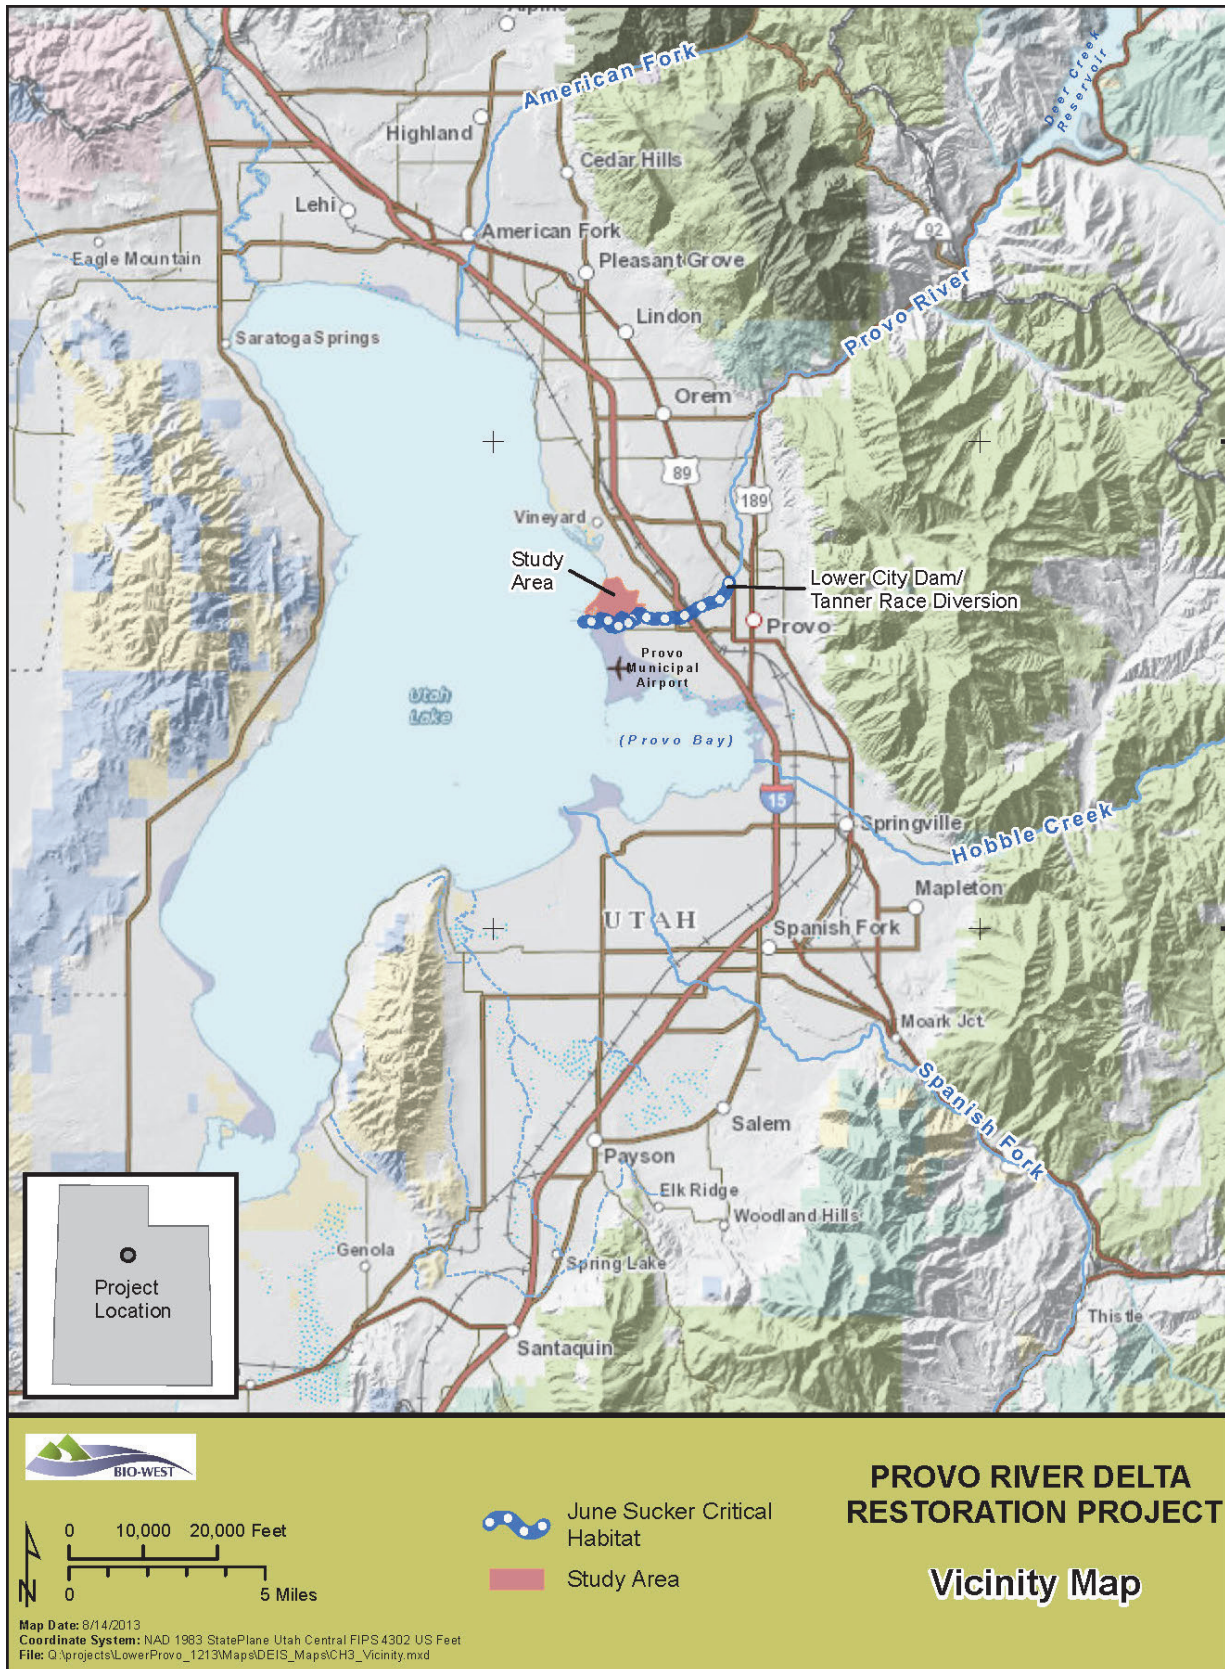 Alpine
American Fork
Deer Creek
Reservoir
Highland
Cedar Hills
Lehi
American Fork
92
Eagle Mountain
Pleasant Grove
Provo River
Lindon
Saratoga Springs
Orem
89
189
Vineyard
Study
Area
Lower City Dam/
Tanner Race Diversion
Provo
Provo
Municipal
Airport
Utah
Lake
(Provo Bay)
15
Springville
Hobble Creek
Mapleton
UTAH
Spanish Fork
Moark Jct
Spanish Fork
Salem
Payson
Elk Ridge
Woodland Hills
Genola
Spring Lake
Project
Location
Thistle
Santaquin
BIO-WEST
0 10,000 20,000 Feet
0 5 Miles
N
June Sucker Critical
Habitat
Study Area
PROVO RIVER DELTA
RESTORATION PROJECT
Vicinity Map
Map Date: 8/14/2013
Coordinate System: NAD 1983 StatePlane Utah Central FIPS 4302 US Feet
File: Q:\projects\LowerProvo_1213\Maps\DEIS_Maps\CH3_Vicinity.mxd